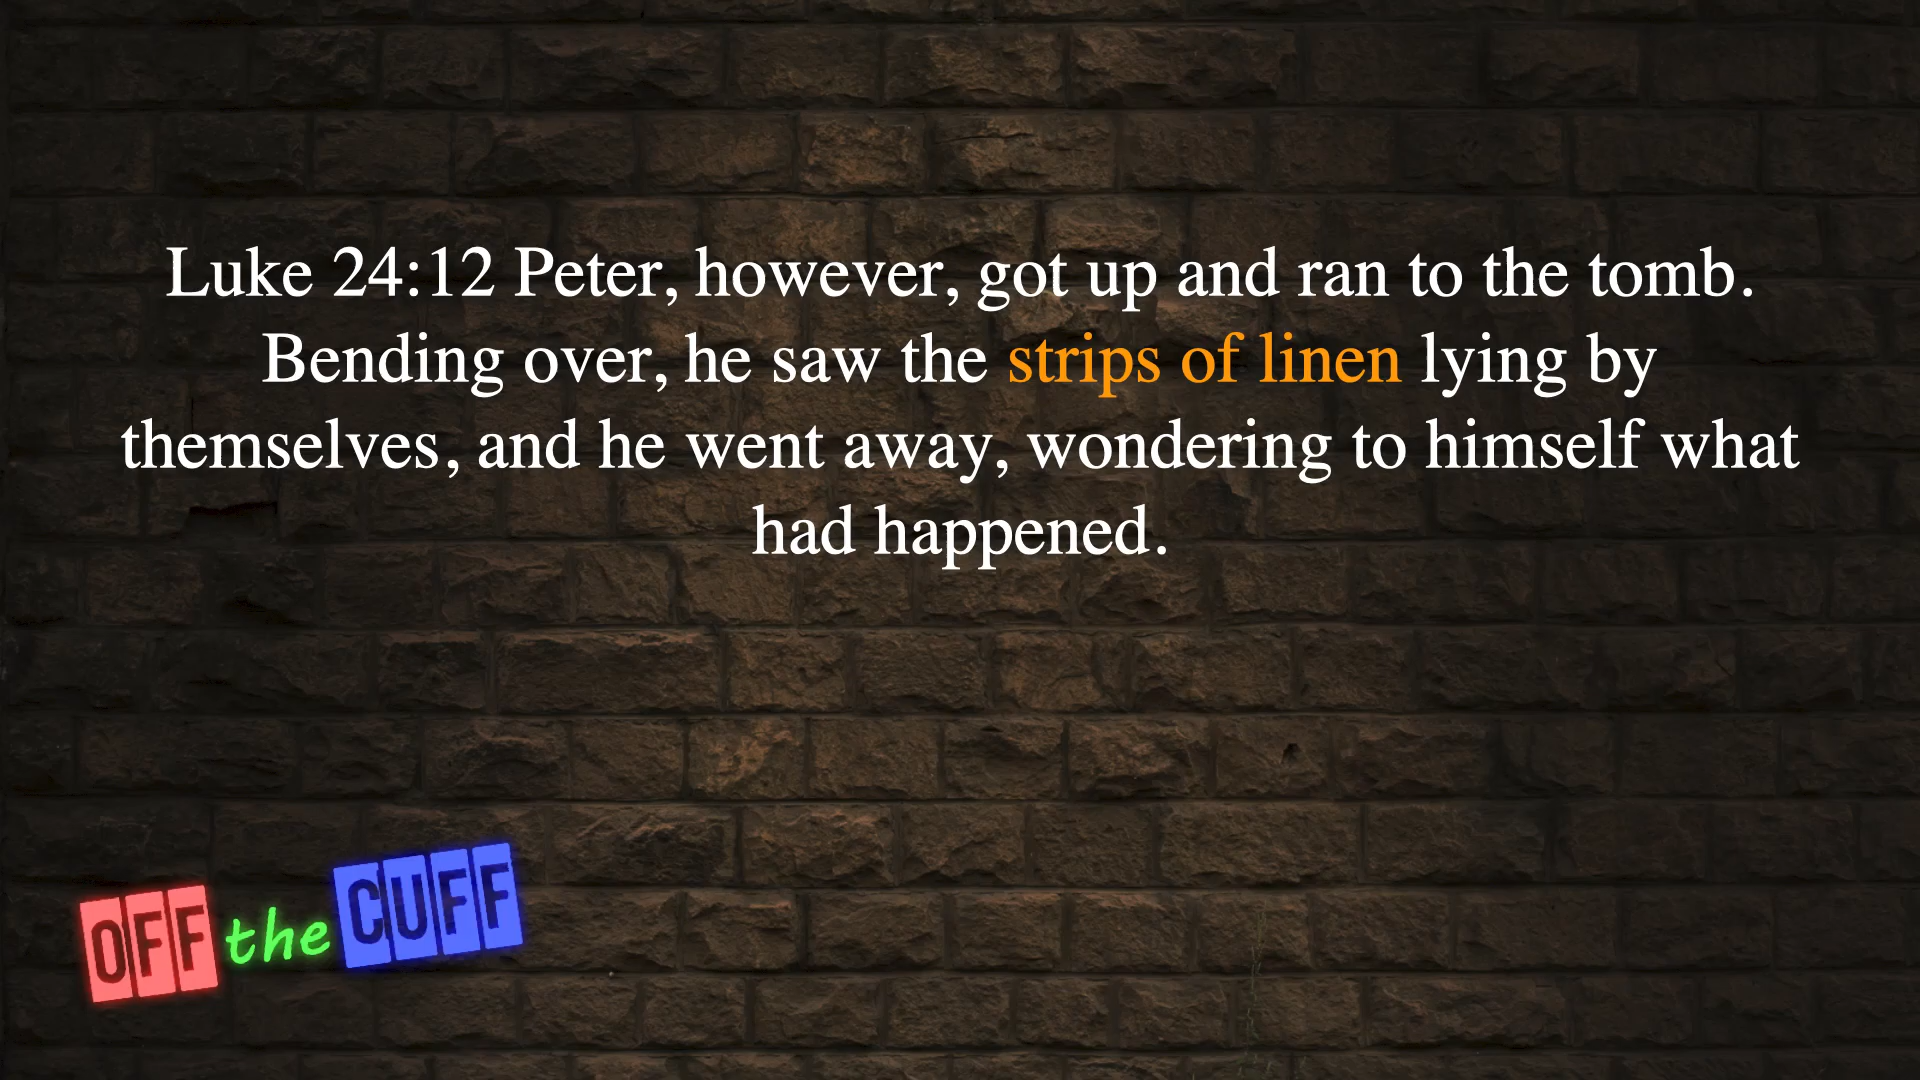 Luke 24:12 Peter, however, got up and ran to the tomb.
Bending over, he saw the strips of linen lying by
themselves, and he went away, wondering to himself what
had happened.
OFF the CUFF